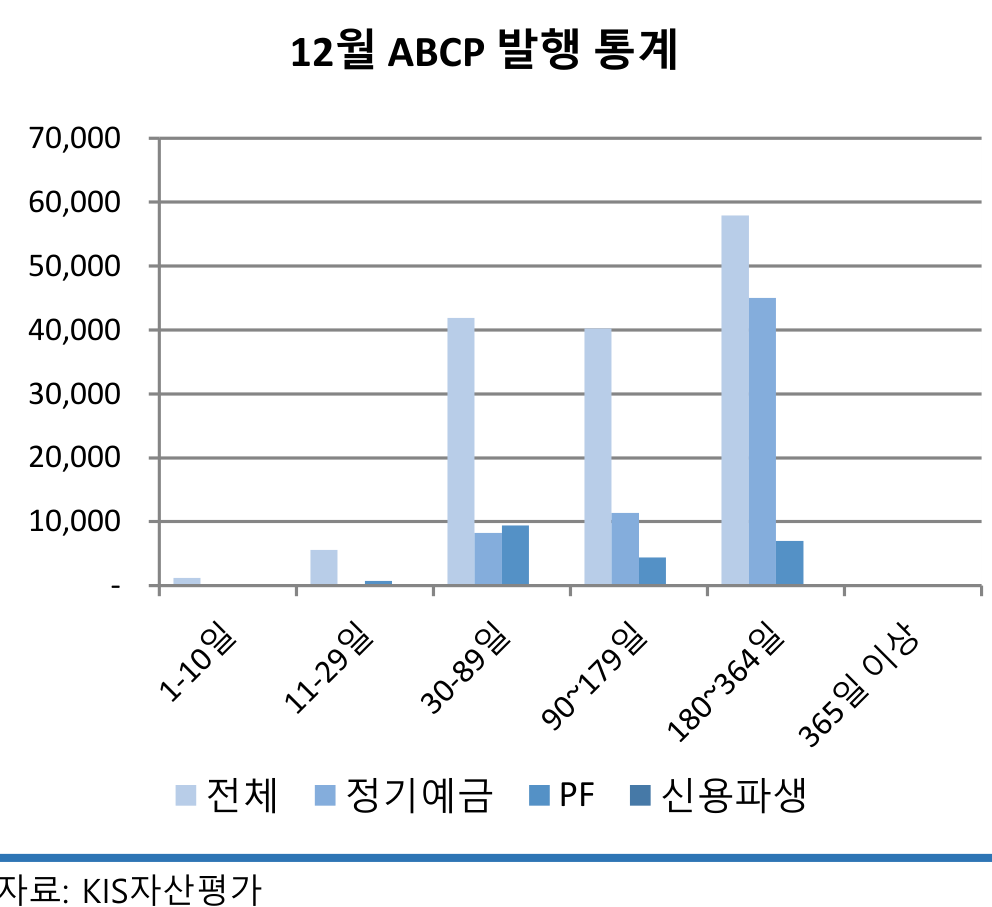 12월 ABCP 발행 통계
70,000
60,000
50,000
40,000
30,000
20,000
10,000
-
1-10일
11-29일
30-89일
90~179일
180~364일
365일 이상
전체 정기예금 PF 신용파생
자료: KIS자산평가